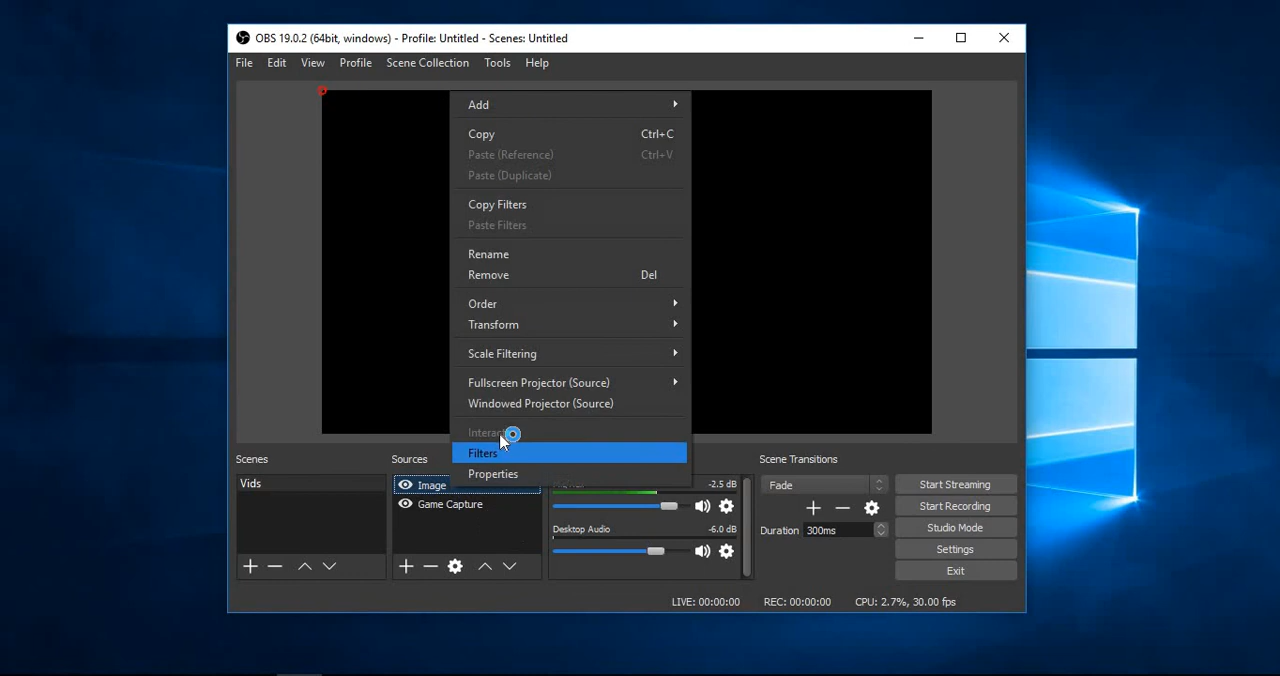 OBS 19.0.2 (64bit, windows) - Profile: Untitled - Scenes: Untitled
File Edit View Profile Scene Collection Tools Help
Add
Copy Ctrl+C
Paste (Reference) Ctrl+V
Paste (Duplicate)
Copy Filters
Paste Filters
Rename
Remove Del
Order
Transform
Scale Filtering
Fullscreen Projector (Source)
Windowed Projector (Source)
Filters
Properties
Scenes
Vids
Sources
Image
Game Capture
-2.5 dB
Desktop Audio -6.0 dB
Scene Transitions
Fade
Duration 300ms
Start Streaming
Start Recording
Studio Mode
Settings
Exit
LIVE: 00:00:00 REC: 00:00:00 CPU: 2.7%, 30.00 fps